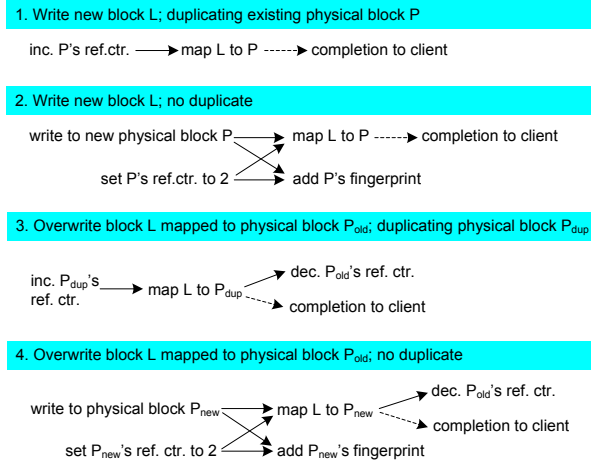 1. Write new block L; duplicating existing physical block P
inc. P's ref.ctr. map L to P completion to client
2. Write new block L; no duplicate
write to new physical block P map L to P completion to client
set P's ref.ctr. to 2 add P's fingerprint
3. Overwrite block L mapped to physical block Pold; duplicating physical block Pdup
inc. Pdup's
ref. ctr.
map L to Pdup
dec. Pold's ref. ctr.
completion to client
4. Overwrite block L mapped to physical block Pold; no duplicate
write to physical block Pnew map L to Pnew
dec. Pold's ref. ctr.
completion to client
set Pnew's ref. ctr. to 2 add Pnew's fingerprint